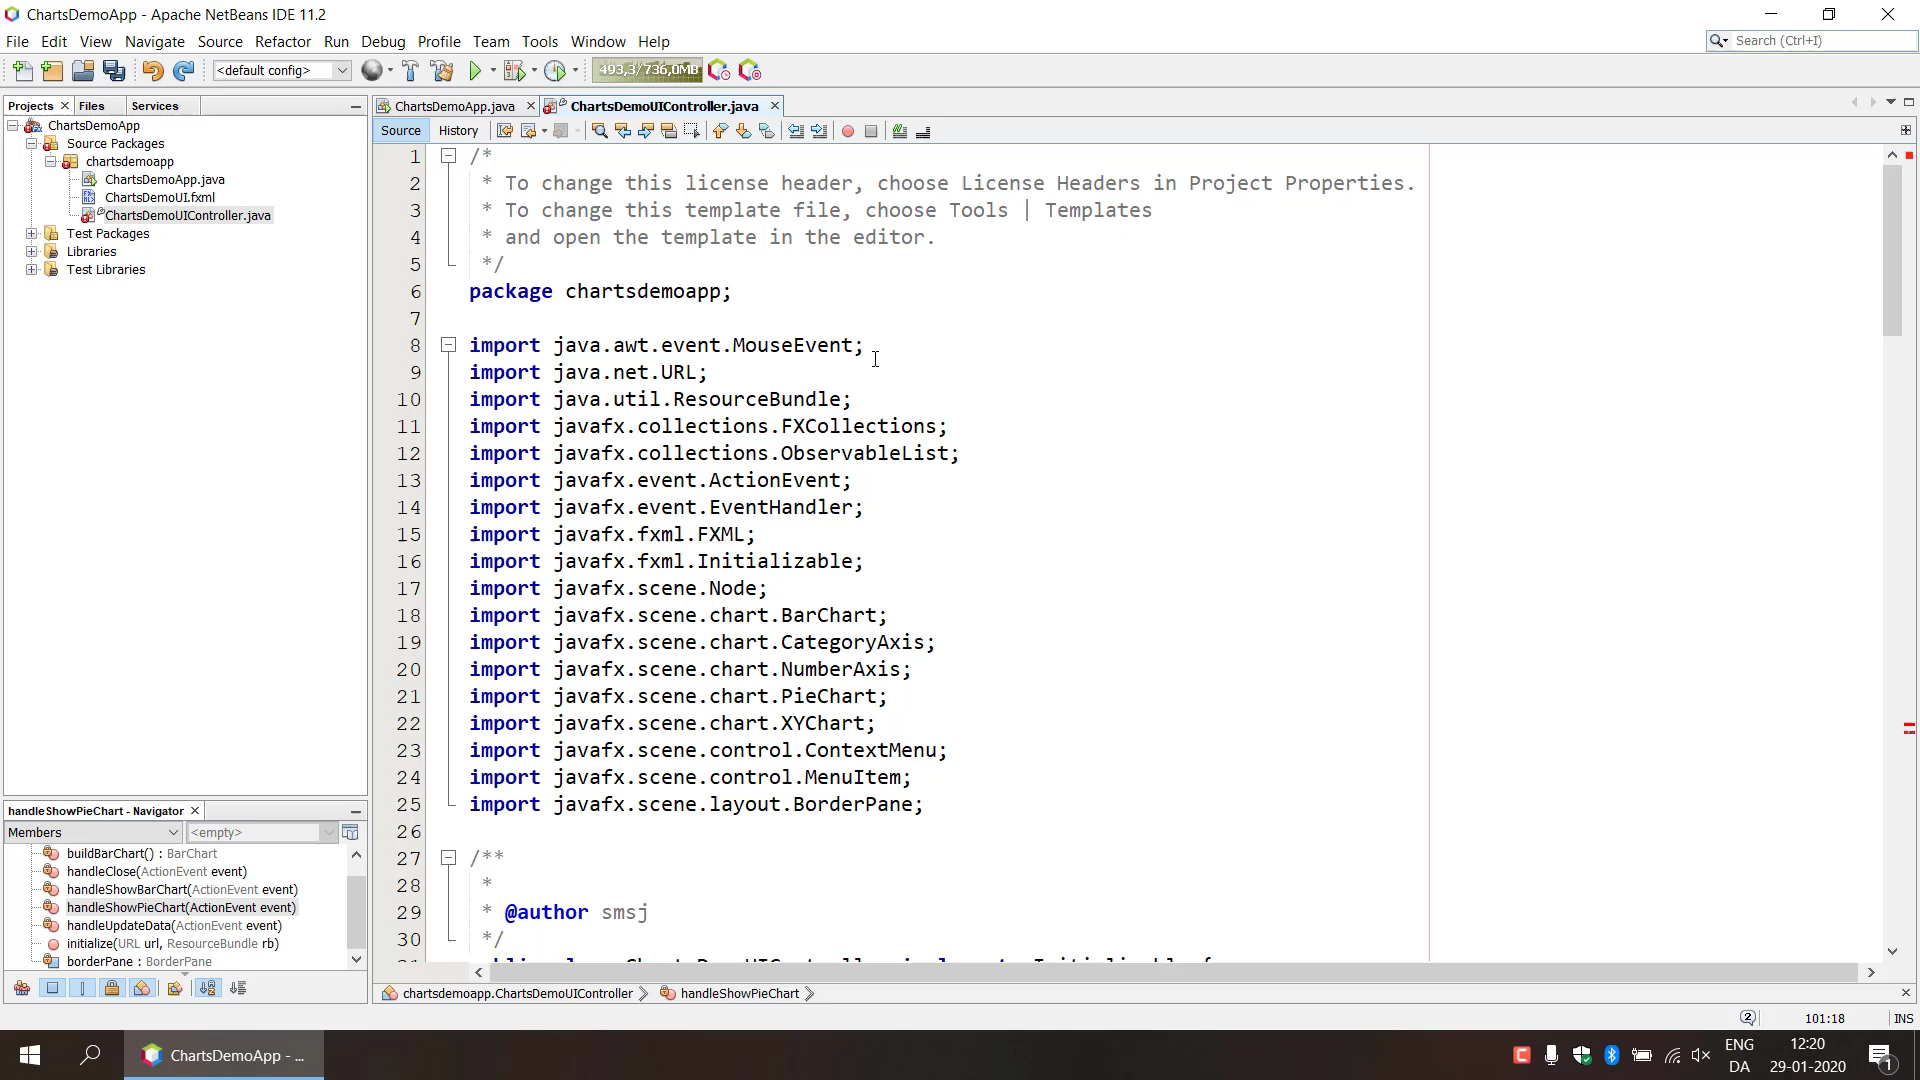 ChartsDemoApp - Apache NetBeans IDE 11.2
File Edit View Navigate Source Refactor Run Debug Profile Team Tools Window Help
Search (Ctrl+I)
<default config>
493,3/736,0MB
Projects Files Services
ChartsDemoApp
Source Packages
chartsdemoapp
ChartsDemoApp.java
ChartsDemoUI.fxml
ChartsDemoUIController.java
Test Packages
Libraries
Test Libraries
ChartsDemoApp.java ChartsDemoUIController.java
Source History
1 /*
2 * To change this license header, choose License Headers in Project Properties.
3 * To change this template file, choose Tools | Templates
4 * and open the template in the editor.
5 */
6 package chartsdemoapp;
7
8 import java.awt.event.MouseEvent;
9 import java.net.URL;
10 import java.util.ResourceBundle;
11 import javafx.collections.FXCollections;
12 import javafx.collections.ObservableList;
13 import javafx.event.ActionEvent;
14 import javafx.event.EventHandler;
15 import javafx.fxml.FXML;
16 import javafx.fxml.Initializable;
17 import javafx.scene.Node;
18 import javafx.scene.chart.BarChart;
19 import javafx.scene.chart.CategoryAxis;
20 import javafx.scene.chart.NumberAxis;
21 import javafx.scene.chart.PieChart;
22 import javafx.scene.chart.XYChart;
23 import javafx.scene.control.ContextMenu;
24 import javafx.scene.control.MenuItem;
25 import javafx.scene.layout.BorderPane;
26
27 /**
28 *
29 * @author smsj
30 */
handleShowPieChart - Navigator
Members <empty>
buildBarChart() : BarChart
handleClose(ActionEvent event)
handleShowBarChart(ActionEvent event)
handleShowPieChart(ActionEvent event)
handleUpdateData(ActionEvent event)
initialize(URL url, ResourceBundle rb)
borderPane : BorderPane
chartsdemoapp.ChartsDemoUIController handleShowPieChart
2 101:18 INS
ChartsDemoApp - ...
ENG
DA
12:20
29-01-2020
1